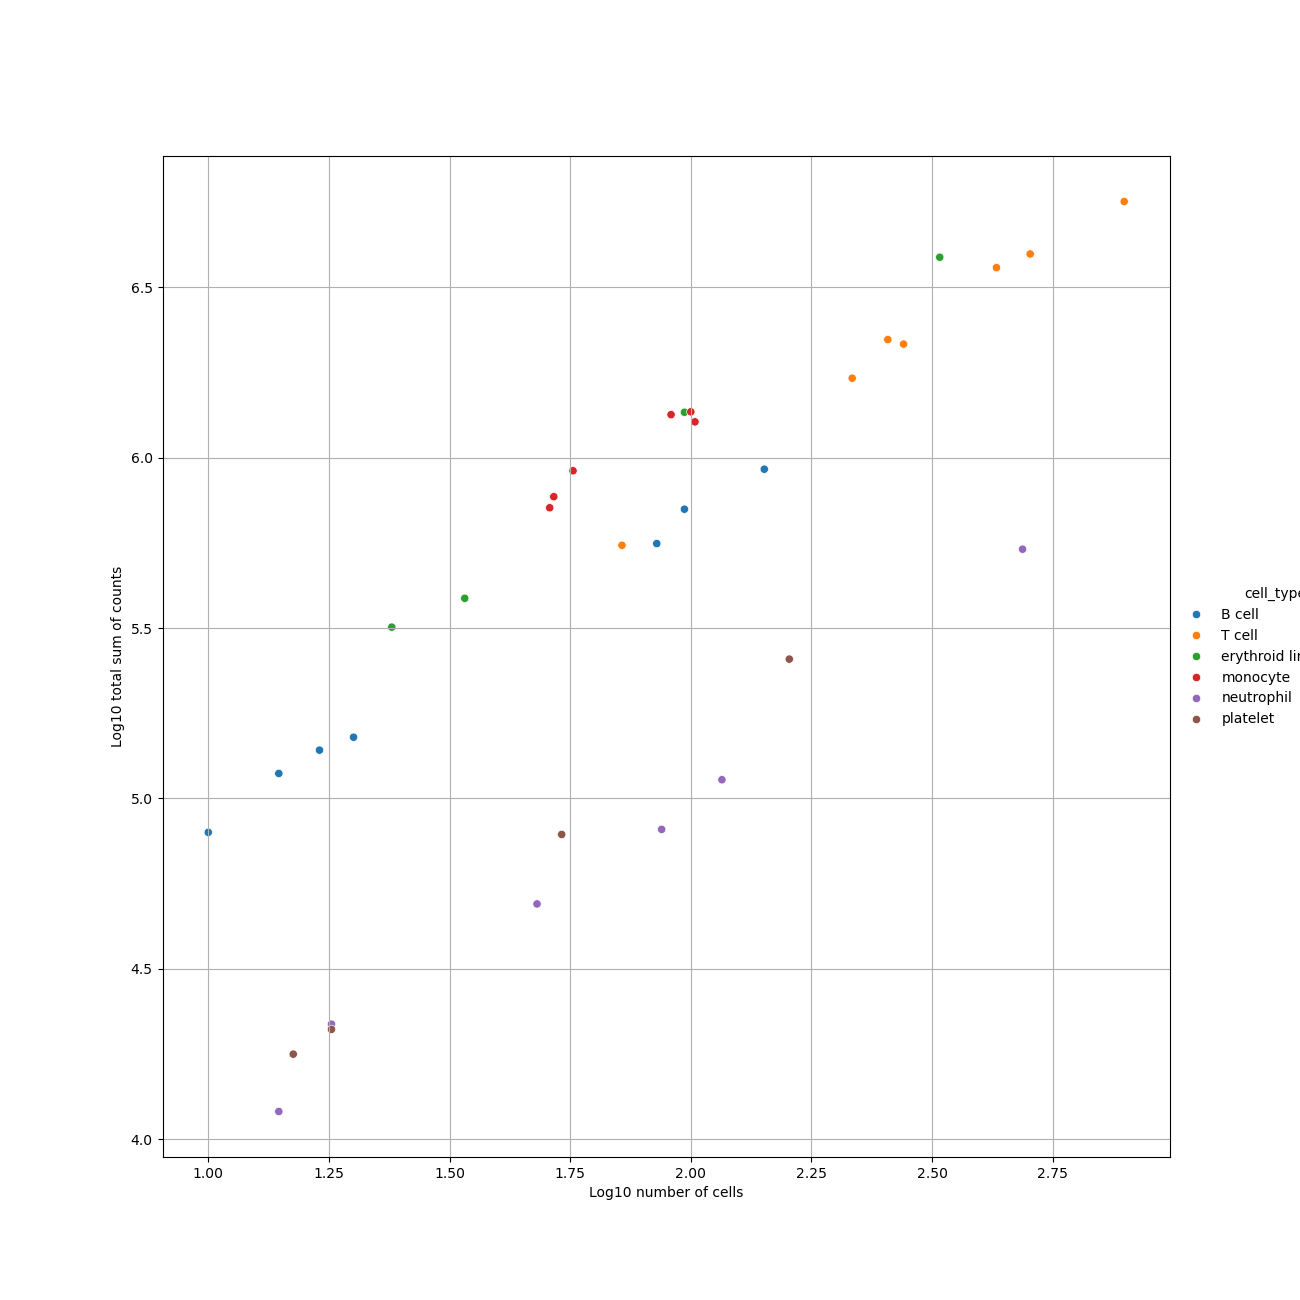 6.5
6.0
5.5
5.0
4.5
4.0
Log10 total sum of counts
1.00 1.25 1.50 1.75 2.00 2.25 2.50 2.75
Log10 number of cells
cell_type
B cell
T cell
erythroid
monocyte
neutrophil
platelet